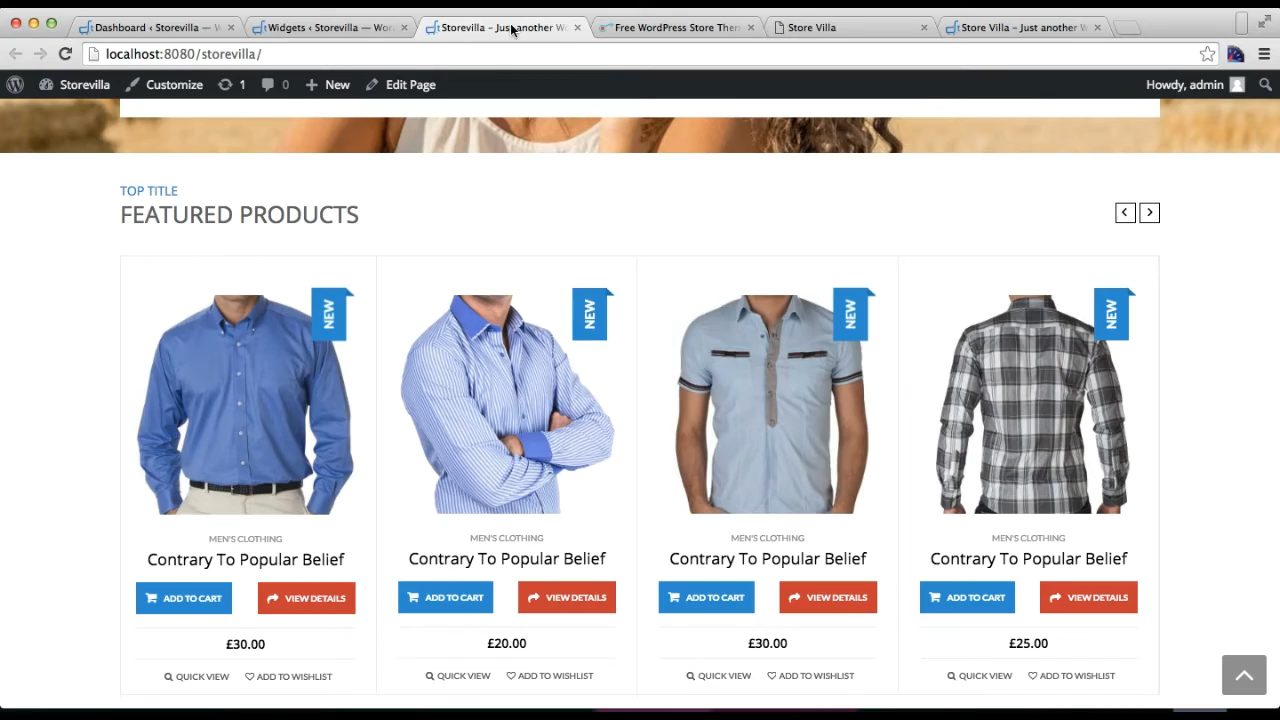 Dashboard ‹ Storevilla — W
Widgets ‹ Storevilla — Wor
Storevilla – Just another Wo
Free WordPress Store Them
Store Villa
Store Villa – Just another W
localhost:8080/storevilla/
Storevilla
Customize
1
0
New
Edit Page
Howdy, admin
TOP TITLE
FEATURED PRODUCTS
NEW
NEW
NEW
NEW
MEN'S CLOTHING
MEN'S CLOTHING
MEN'S CLOTHING
MEN'S CLOTHING
Contrary To Popular Belief
Contrary To Popular Belief
Contrary To Popular Belief
Contrary To Popular Belief
ADD TO CART
VIEW DETAILS
ADD TO CART
VIEW DETAILS
ADD TO CART
VIEW DETAILS
ADD TO CART
VIEW DETAILS
£30.00
£20.00
£30.00
£25.00
QUICK VIEW
ADD TO WISHLIST
QUICK VIEW
ADD TO WISHLIST
QUICK VIEW
ADD TO WISHLIST
QUICK VIEW
ADD TO WISHLIST